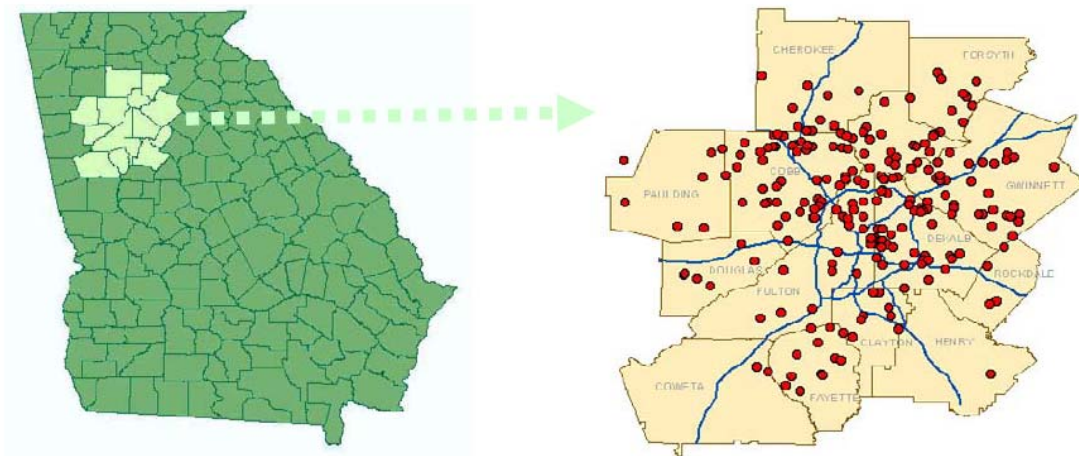 CHEROKEE
FORSYTH
COBB
PAULDING
GWINNETT
DEKALB
DOUGLAS
ROCKDALE
FULTON
CLAYTON
HENRY
COWETA
FAYETTE